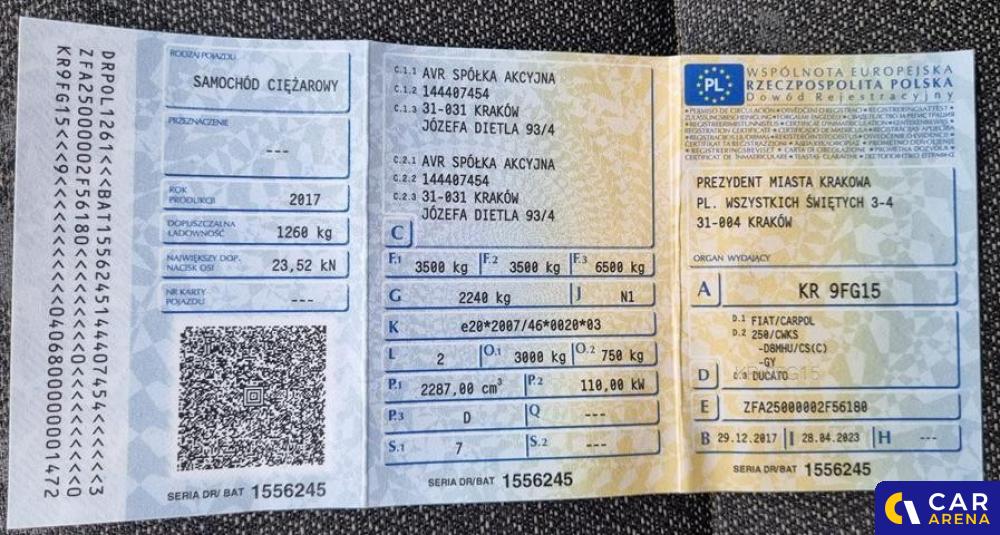 DRPOL1261<<BAT1556245144407454<<<<<3
ZFA25000002F56180<<<<<<<<0<<<<<<<<0
KR9FG15<<9<<<<<<<<<<0406800000001472
RODZAJ POJAZDU
SAMOCHÓD CIĘŻAROWY
PRZEZNACZENIE
---
ROK PRODUKCJI
2017
DOPUSZCZALNA ŁADOWNOŚĆ
1260 kg
NAJWIĘKSZY DOP. NACISK OSI
23,52 kN
NR KARTY POJAZDU
---
SERIA DR/BAT 1556245
C.1.1 AVR SPÓŁKA AKCYJNA
C.1.2 144407454
C.1.3 31-031 KRAKÓW
JÓZEFA DIETLA 93/4
C.2.1 AVR SPÓŁKA AKCYJNA
C.2.2 144407454
C.2.3 31-031 KRAKÓW
JÓZEFA DIETLA 93/4
C
F.1 3500 kg F.2 3500 kg F.3 6500 kg
G 2240 kg J N1
K e20*2007/46*0020*03
L 2 O.1 3000 kg O.2 750 kg
P.1 2287,00 cm³ P.2 110,00 kW
P.3 D Q ---
S.1 7 S.2 ---
SERIA DR/BAT 1556245
PL
WSPÓLNOTA EUROPEJSKA
RZECZPOSPOLITA POLSKA
Dowód Rejestracyjny
PREZYDENT MIASTA KRAKOWA
PL. WSZYSTKICH ŚWIĘTYCH 3-4
31-004 KRAKÓW
ORGAN WYDAJĄCY
A KR 9FG15
D.1 FIAT/CARPOL
D.2 250/CWKS
-DBMHU/CS(C)
-GY
D D.3 DUCATO
E ZFA25000002F56180
B 29.12.2017 I 28.04.2023 H ---
SERIA DR/BAT 1556245
CAR
ARENA